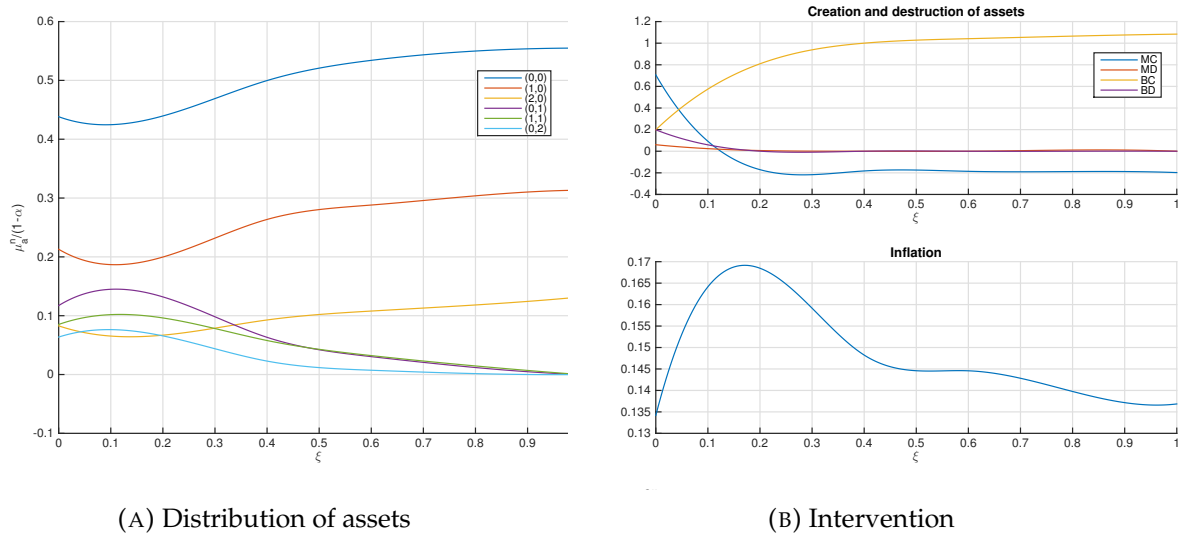 0.6
0.5
0.4
0.3
0.2
0.1
0
-0.1
μₐⁿ/(1-α)
(0,0)
(1,0)
(2,0)
(0,1)
(1,1)
(0,2)
0 0.1 0.2 0.3 0.4 0.5 0.6 0.7 0.8 0.9
ξ
(A) Distribution of assets
Creation and destruction of assets
1.2
1
0.8
0.6
0.4
0.2
0
-0.2
-0.4
MC
MD
BC
BD
0 0.1 0.2 0.3 0.4 0.5 0.6 0.7 0.8 0.9 1
ξ
Inflation
0.17
0.165
0.16
0.155
0.15
0.145
0.14
0.135
0.13
0 0.1 0.2 0.3 0.4 0.5 0.6 0.7 0.8 0.9 1
ξ
(B) Intervention